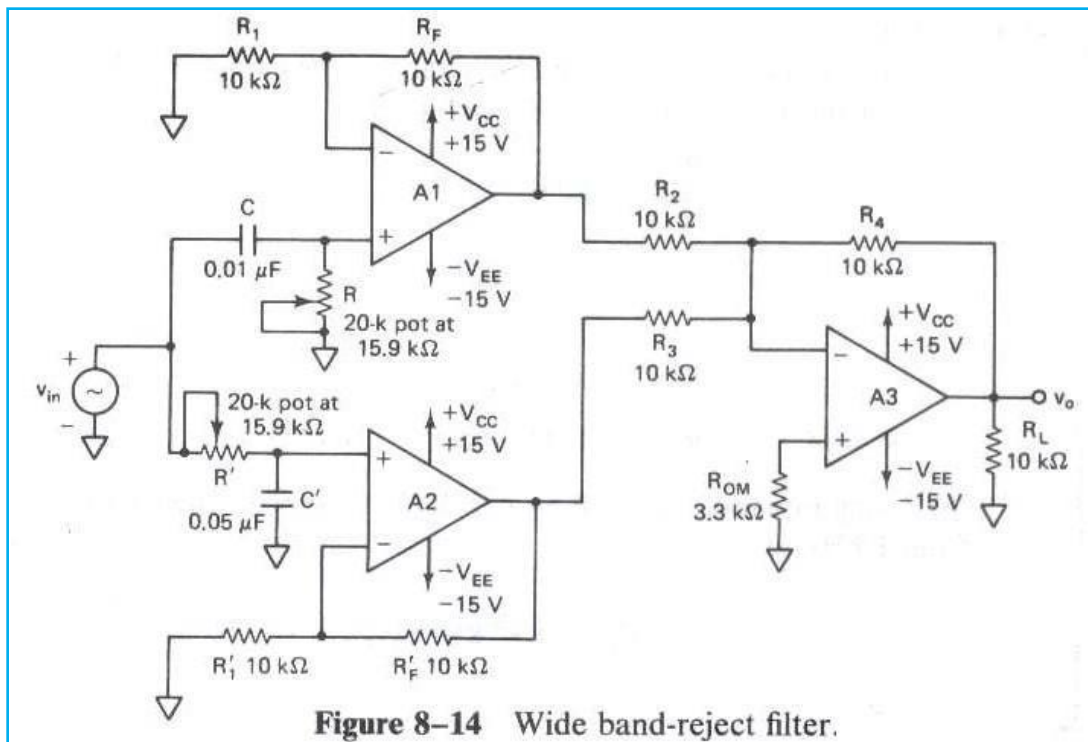 R1
10 kΩ
RF
10 kΩ
+VCC
+15 V
−
A1
+
−VEE
−15 V
C
0.01 μF
R
20-k pot at
15.9 kΩ
R2
10 kΩ
R4
10 kΩ
R3
10 kΩ
+VCC
+15 V
−
A3
+
−VEE
−15 V
vo
RL
10 kΩ
ROM
3.3 kΩ
+
vin
~
−
20-k pot at
15.9 kΩ
R'
C'
0.05 μF
+VCC
+15 V
+
A2
−
−VEE
−15 V
R'1 10 kΩ
R'F 10 kΩ
Figure 8–14 Wide band-reject filter.